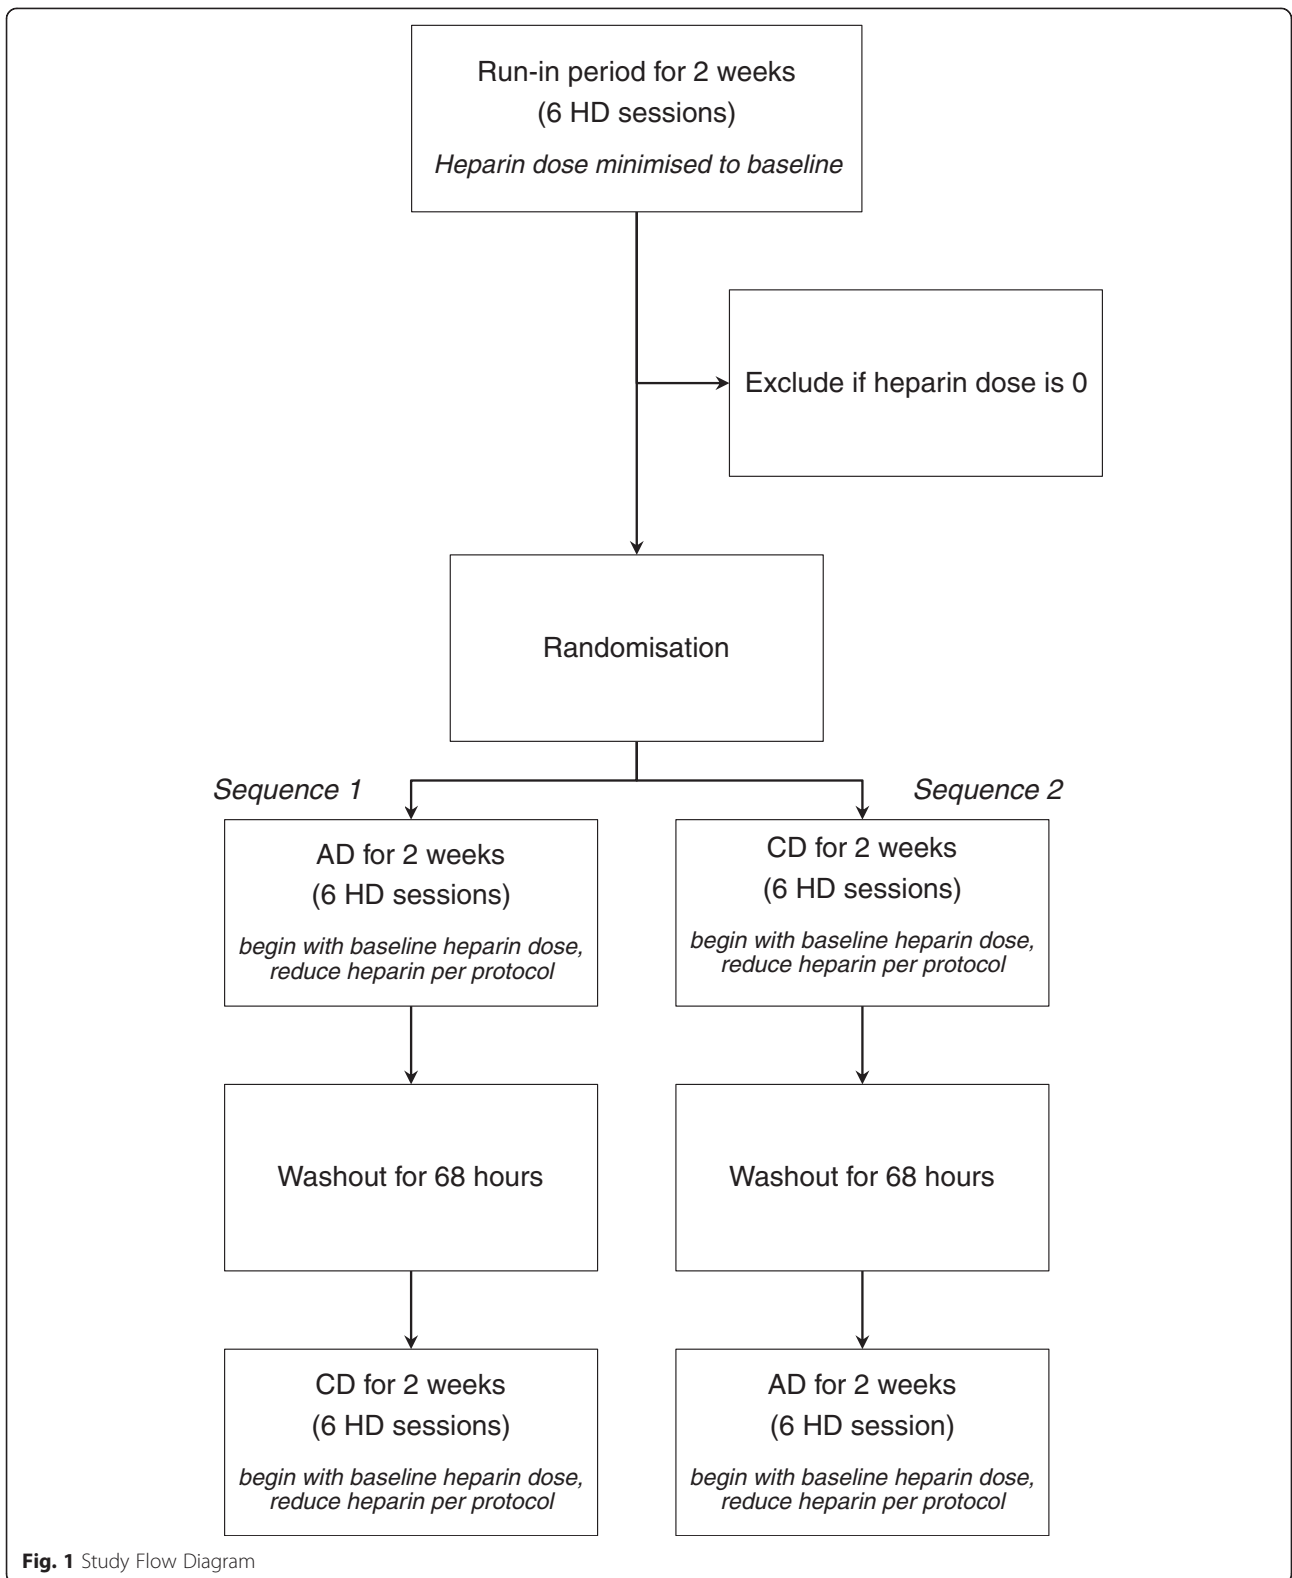 Run-in period for 2 weeks
(6 HD sessions)
Heparin dose minimised to baseline
Exclude if heparin dose is 0
Randomisation
Sequence 1
Sequence 2
AD for 2 weeks
(6 HD sessions)
begin with baseline heparin dose,
reduce heparin per protocol
CD for 2 weeks
(6 HD sessions)
begin with baseline heparin dose,
reduce heparin per protocol
Washout for 68 hours
Washout for 68 hours
CD for 2 weeks
(6 HD sessions)
begin with baseline heparin dose,
reduce heparin per protocol
AD for 2 weeks
(6 HD session)
begin with baseline heparin dose,
reduce heparin per protocol
Fig. 1 Study Flow Diagram